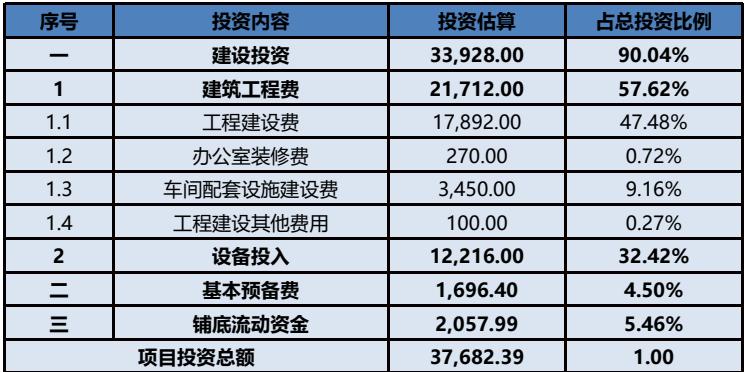 序号 投资内容 投资估算 占总投资比例
一 建设投资 33,928.00 90.04%
1 建筑工程费 21,712.00 57.62%
1.1 工程建设费 17,892.00 47.48%
1.2 办公室装修费 270.00 0.72%
1.3 车间配套设施建设费 3,450.00 9.16%
1.4 工程建设其他费用 100.00 0.27%
2 设备投入 12,216.00 32.42%
二 基本预备费 1,696.40 4.50%
三 铺底流动资金 2,057.99 5.46%
项目投资总额 37,682.39 1.00